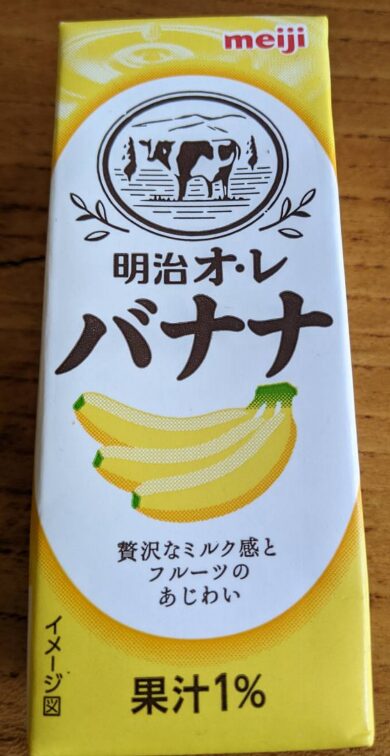 meiji
明治オ・レ
バナナ
贅沢なミルク感と
フルーツの
あじわい
イメージ図
果汁1%